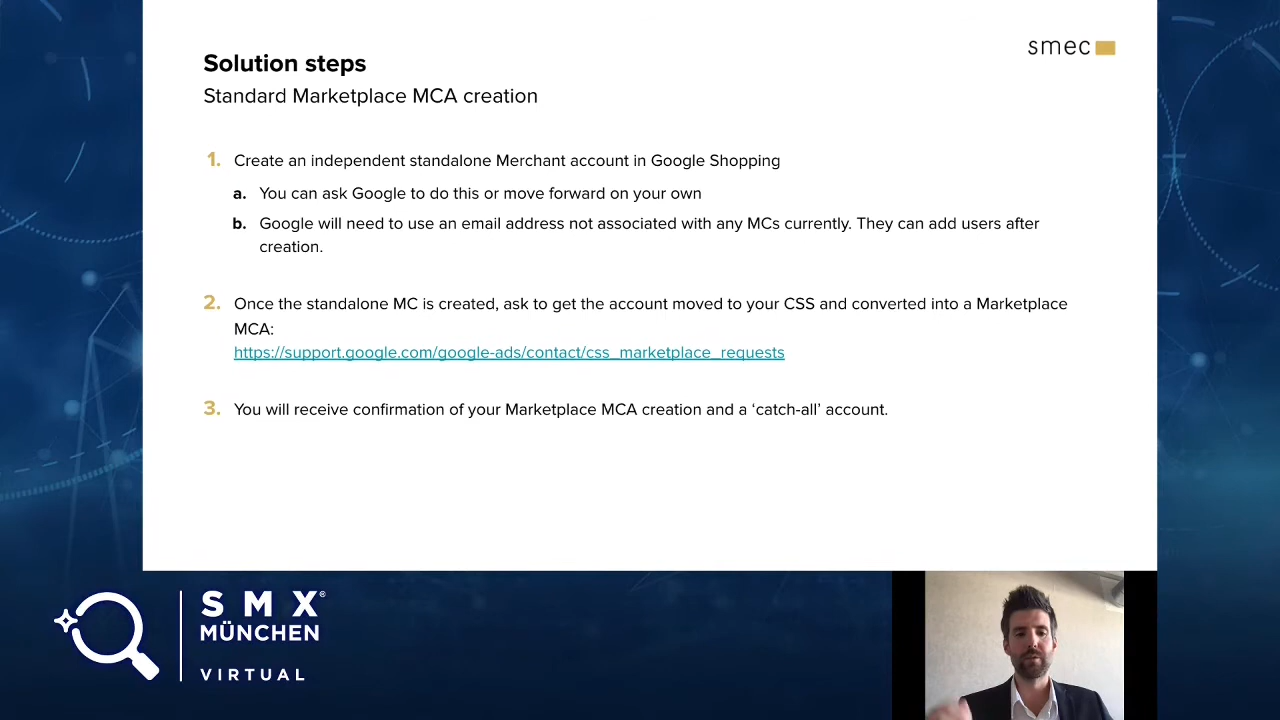 smec
Solution steps
Standard Marketplace MCA creation
1. Create an independent standalone Merchant account in Google Shopping
a. You can ask Google to do this or move forward on your own
b. Google will need to use an email address not associated with any MCs currently. They can add users after
creation.
2. Once the standalone MC is created, ask to get the account moved to your CSS and converted into a Marketplace
MCA:
https://support.google.com/google-ads/contact/css_marketplace_requests
3. You will receive confirmation of your Marketplace MCA creation and a ‘catch-all’ account.
SMX®
MÜNCHEN
VIRTUAL